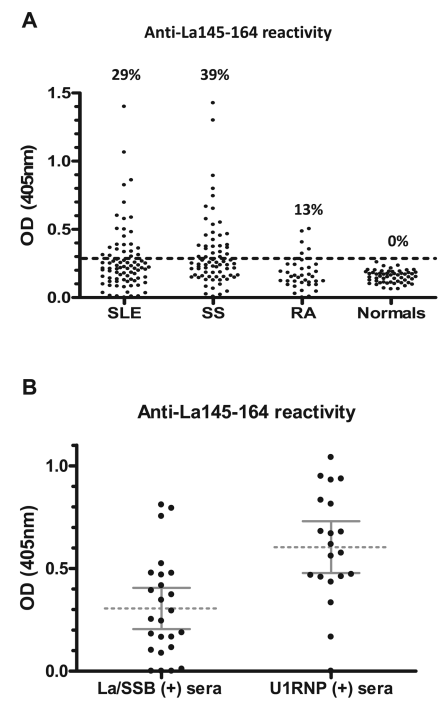 A
Anti-La145-164 reactivity
29%
39%
13%
0%
OD (405nm)
1.5
1.0
0.5
0.0
SLE
SS
RA
Normals
B
Anti-La145-164 reactivity
OD (405nm)
1.0
0.5
0.0
La/SSB (+) sera
U1RNP (+) sera